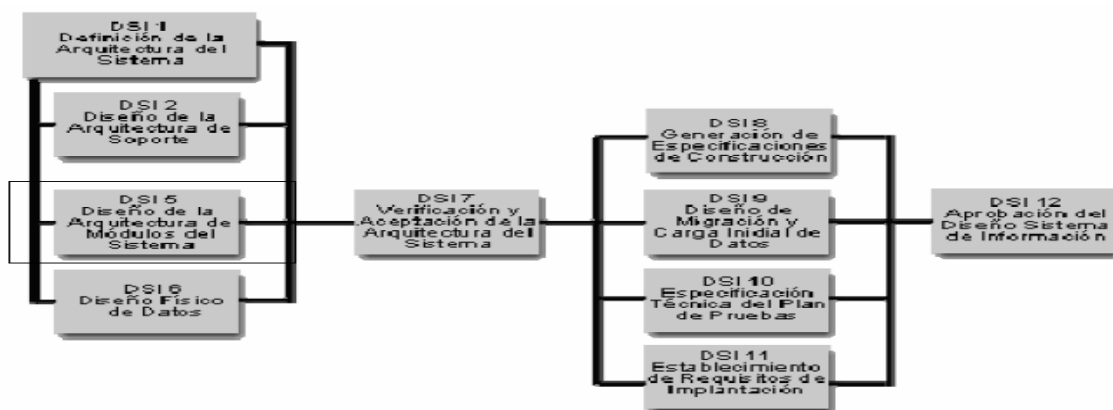 DSI 1
Definición de la
Arquitectura del
Sistema
DSI 2
Diseño de la
Arquitectura de
Soporte
DSI 5
Diseño de la
Arquitectura de
Módulos del
Sistema
DSI 6
Diseño Físico
de Datos
DSI 7
Verificación y
Aceptación de la
Arquitectura del
Sistema
DSI 8
Generación de
Especificaciones
de Construcción
DSI 9
Diseño de
Migración y
Carga Inicial de
Datos
DSI 10
Especificación
Técnica del Plan
de Pruebas
DSI 11
Establecimiento
de Requisitos de
Implantación
DSI 12
Aprobación del
Diseño Sistema
de Información